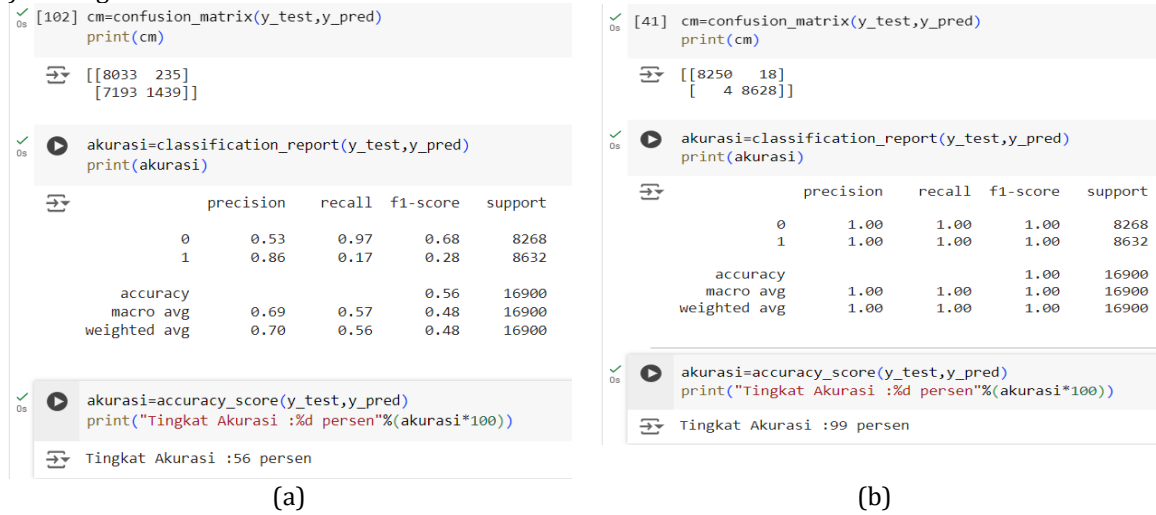 [102] cm=confusion_matrix(y_test,y_pred)
print(cm)
0s
[[8033 235]
[7193 1439]]
akurasi=classification_report(y_test,y_pred)
print(akurasi)
0s
precision recall f1-score support
0 0.53 0.97 0.68 8268
1 0.86 0.17 0.28 8632
accuracy 0.56 16900
macro avg 0.69 0.57 0.48 16900
weighted avg 0.70 0.56 0.48 16900
akurasi=accuracy_score(y_test,y_pred)
0s
print("Tingkat Akurasi :%d persen"%(akurasi*100))
Tingkat Akurasi :56 persen
(a)
[41] cm=confusion_matrix(y_test,y_pred)
0s
print(cm)
[[8250 18]
[ 4 8628]]
akurasi=classification_report(y_test,y_pred)
0s
print(akurasi)
precision recall f1-score support
0 1.00 1.00 1.00 8268
1 1.00 1.00 1.00 8632
accuracy 1.00 16900
macro avg 1.00 1.00 1.00 16900
weighted avg 1.00 1.00 1.00 16900
akurasi=accuracy_score(y_test,y_pred)
0s
print("Tingkat Akurasi :%d persen"%(akurasi*100))
Tingkat Akurasi :99 persen
(b)